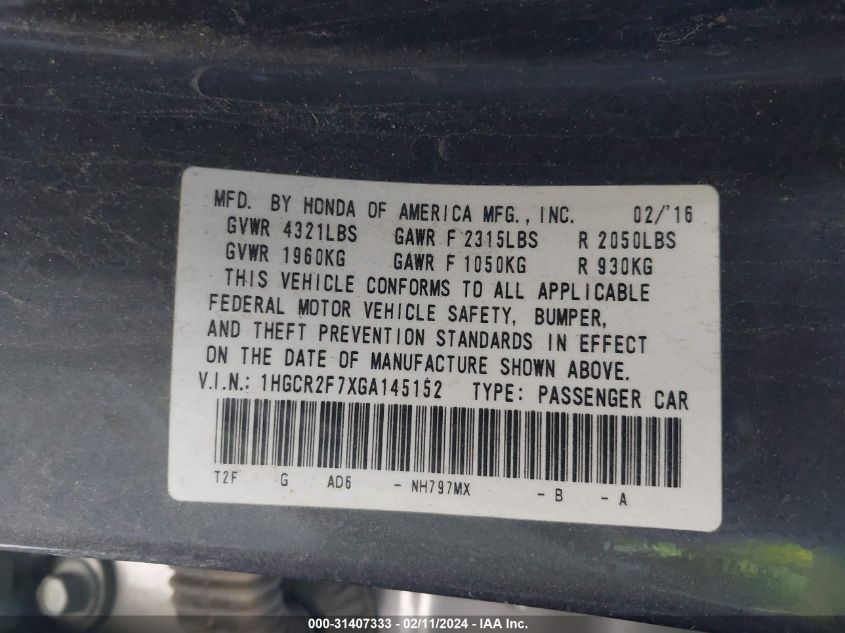 MFD. BY HONDA OF AMERICA MFG., INC. 02/'16
GVWR 4321LBS GAWR F 2315LBS R 2050LBS
GVWR 1960KG GAWR F 1050KG R 930KG
THIS VEHICLE CONFORMS TO ALL APPLICABLE
FEDERAL MOTOR VEHICLE SAFETY, BUMPER,
AND THEFT PREVENTION STANDARDS IN EFFECT
ON THE DATE OF MANUFACTURE SHOWN ABOVE.
V.I.N.: 1HGCR2F7XGA145152 TYPE: PASSENGER CAR
T2F G AD6 - NH797MX - B - A
000-31407333 - 02/11/2024 - IAAI.com